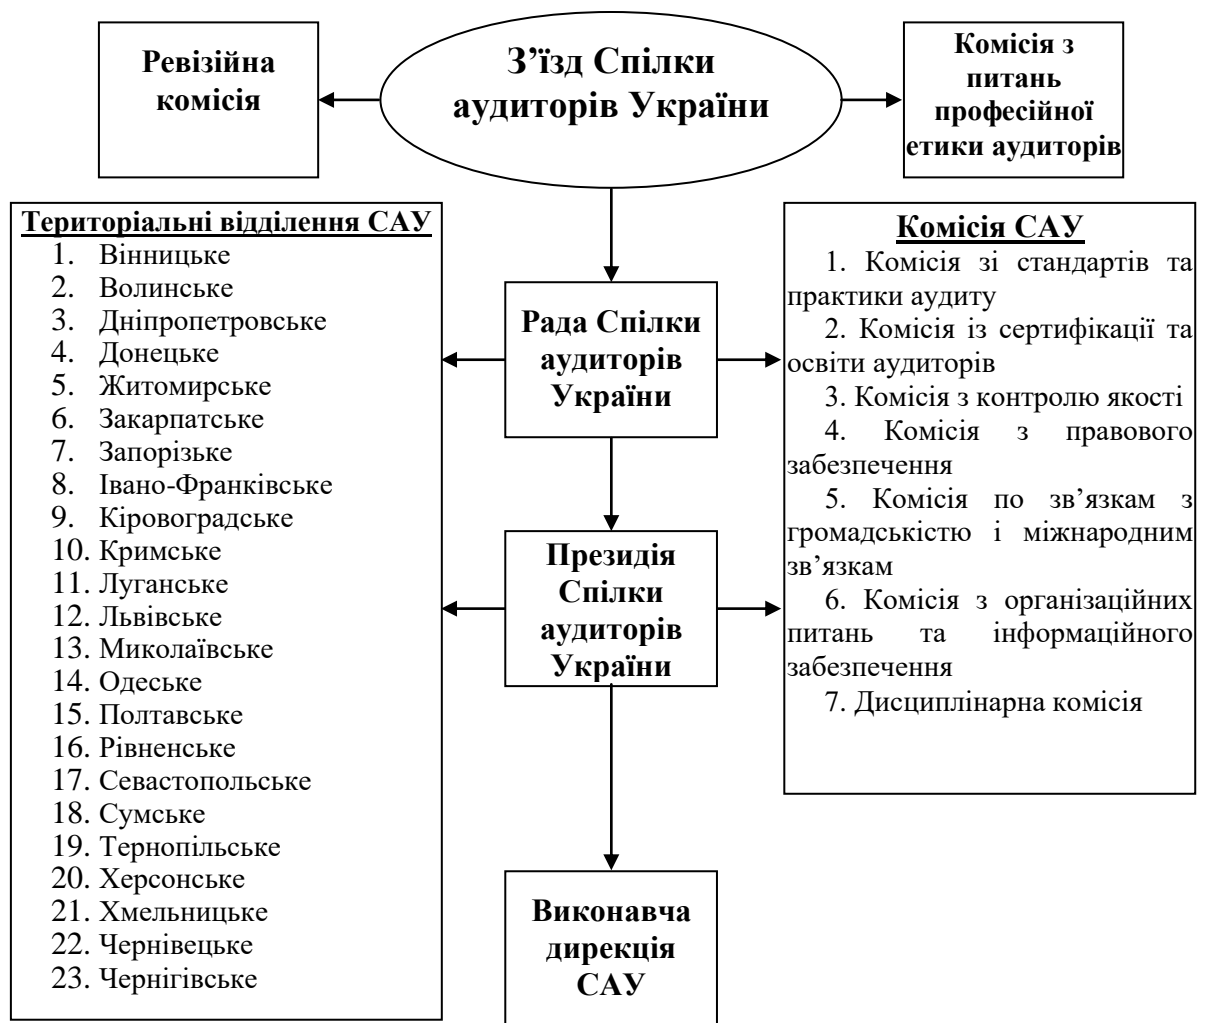 Ревізійна
комісія
З’їзд Спілки
аудиторів України
Комісія з
питань
професійної
етики аудиторів
Територіальні відділення САУ
1. Вінницьке
2. Волинське
3. Дніпропетровське
4. Донецьке
5. Житомирське
6. Закарпатське
7. Запорізьке
8. Івано-Франківське
9. Кіровоградське
10. Кримське
11. Луганське
12. Львівське
13. Миколаївське
14. Одеське
15. Полтавське
16. Рівненське
17. Севастопольське
18. Сумське
19. Тернопільське
20. Херсонське
21. Хмельницьке
22. Чернівецьке
23. Чернігівське
Рада Спілки
аудиторів
України
Президія
Спілки
аудиторів
України
Виконавча
дирекція
САУ
Комісія САУ
1. Комісія зі стандартів та
практики аудиту
2. Комісія із сертифікації та
освіти аудиторів
3. Комісія з контролю якості
4. Комісія з правового
забезпечення
5. Комісія по зв’язкам з
громадськістю і міжнародним
зв’язкам
6. Комісія з організаційних
питань та інформаційного
забезпечення
7. Дисциплінарна комісія